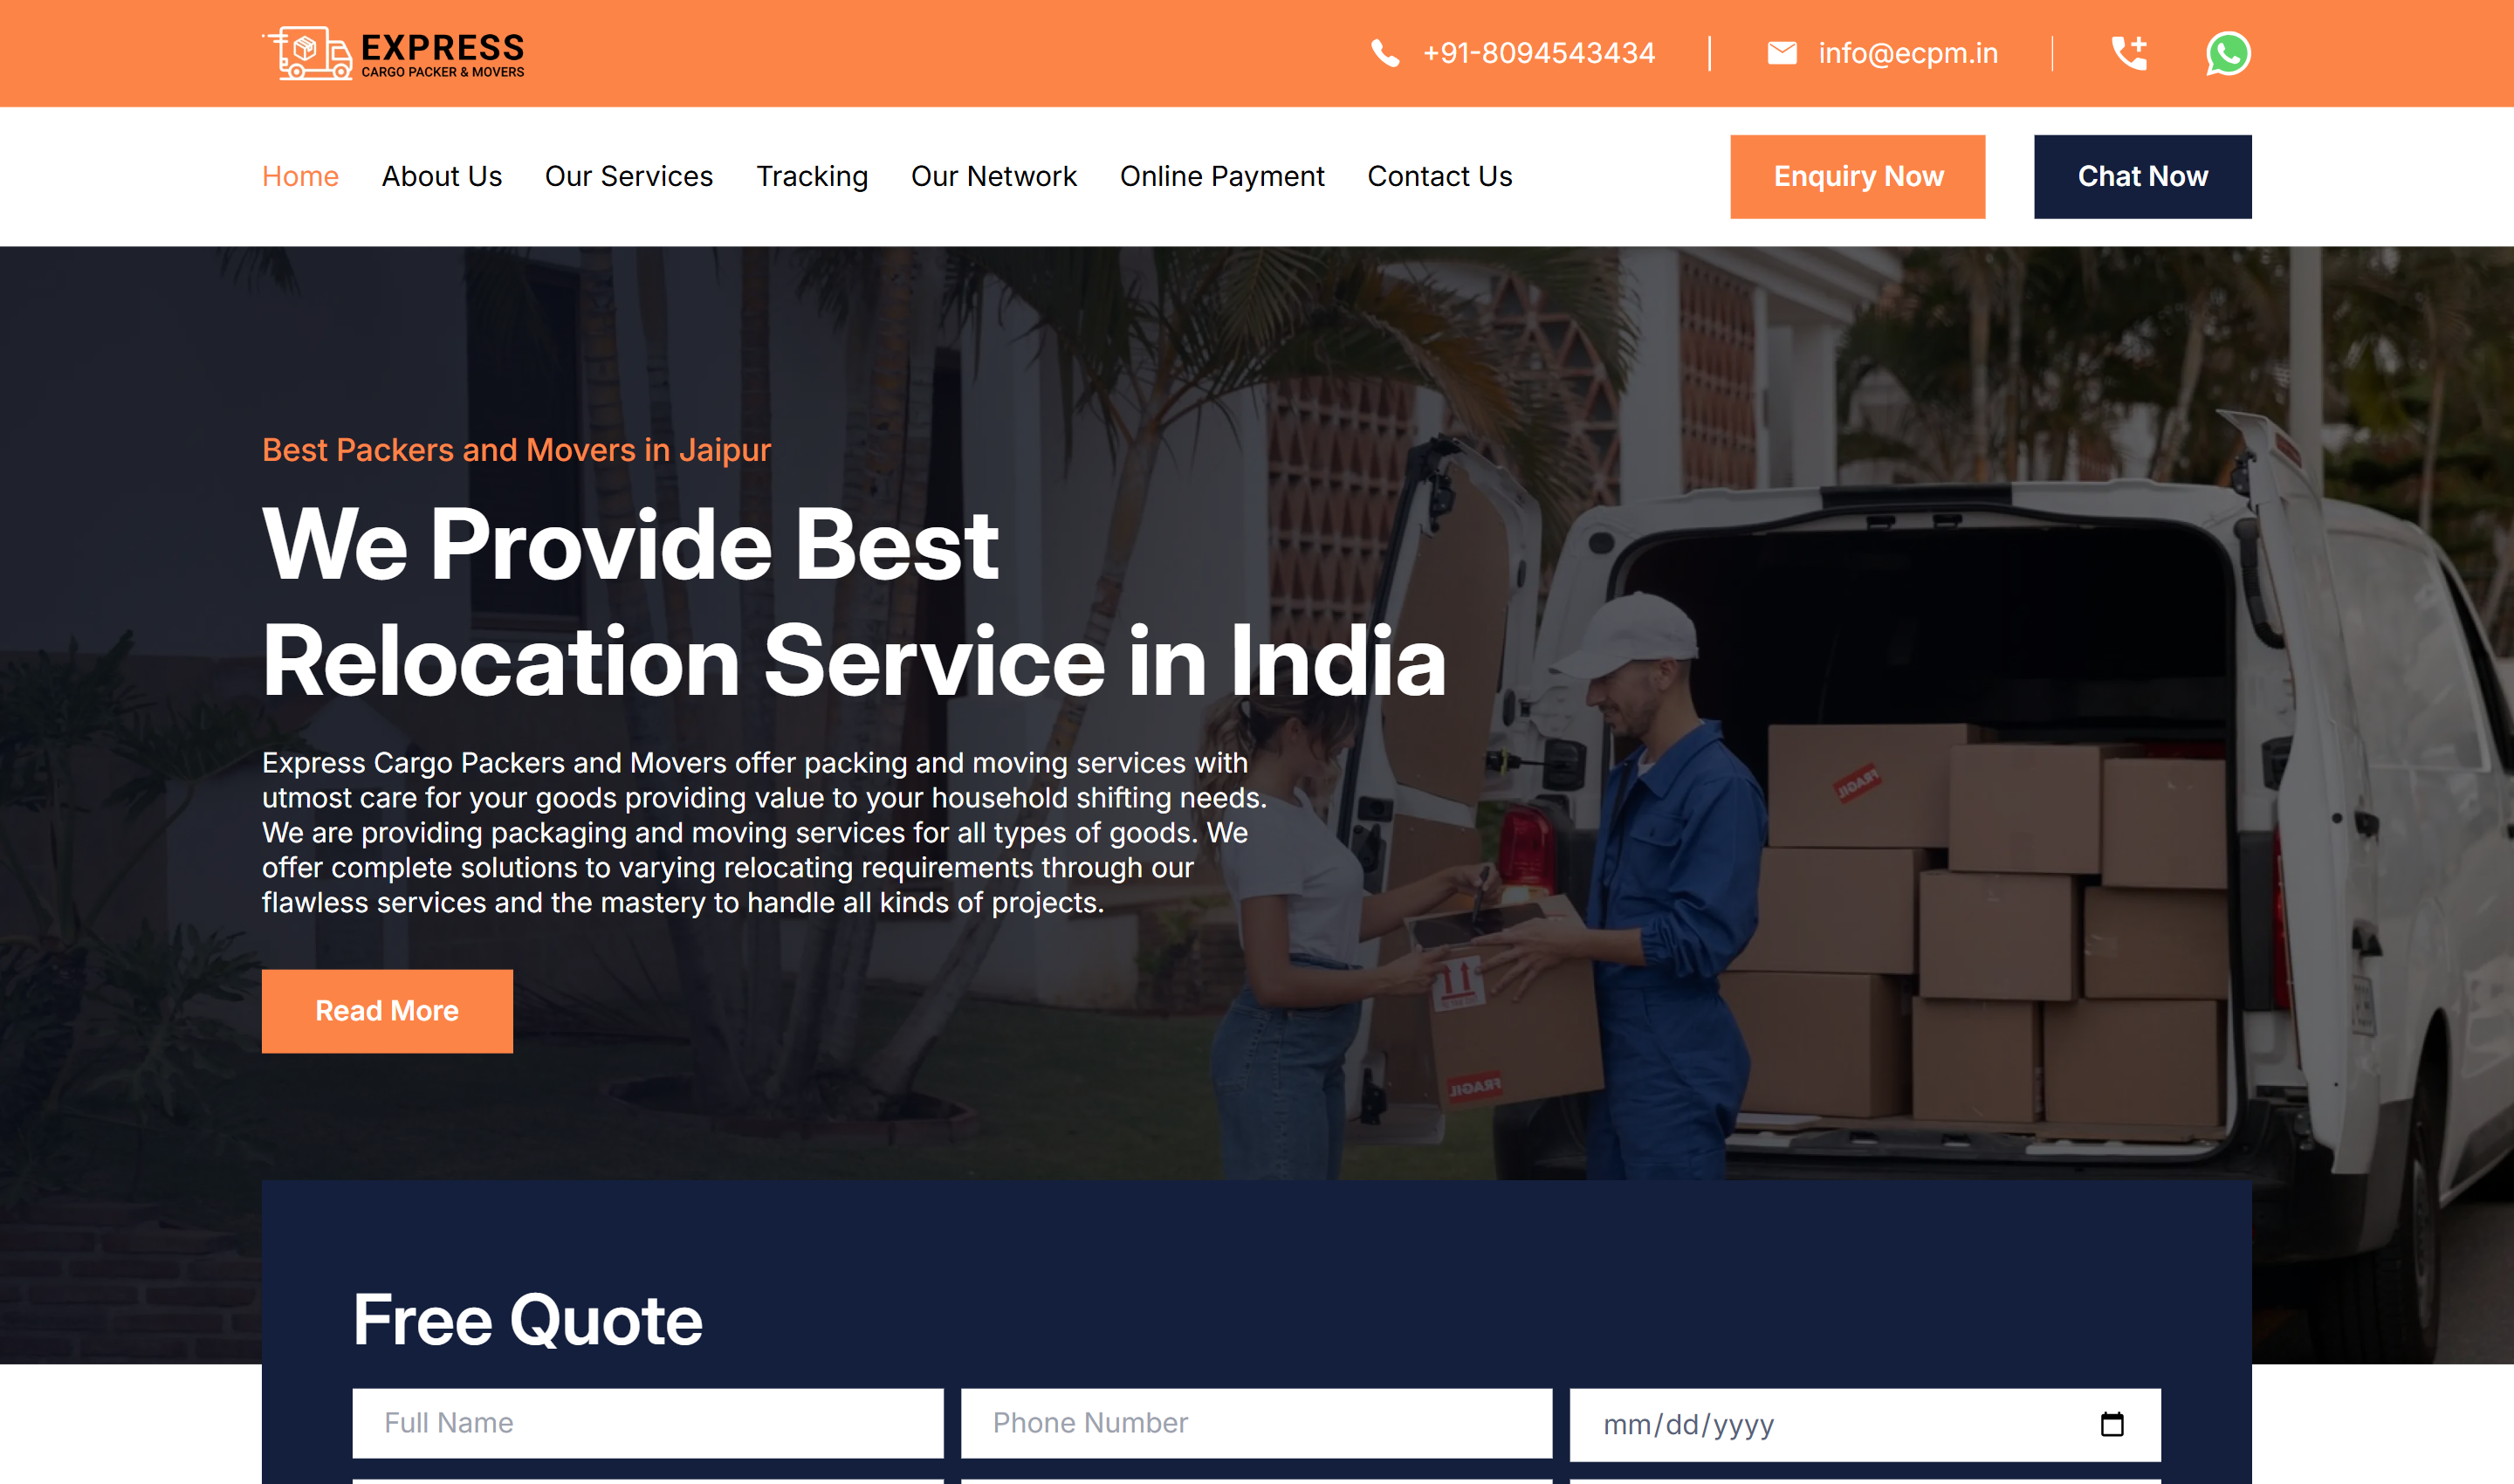 EXPRESS
CARGO PACKER & MOVERS
+91-8094543434
info@ecpm.in
Home
About Us
Our Services
Tracking
Our Network
Online Payment
Contact Us
Enquiry Now
Chat Now
Best Packers and Movers in Jaipur
We Provide Best
Relocation Service in India
Express Cargo Packers and Movers offer packing and moving services with
utmost care for your goods providing value to your household shifting needs.
We are providing packaging and moving services for all types of goods. We
offer complete solutions to varying relocating requirements through our
flawless services and the mastery to handle all kinds of projects.
Read More
FRAGIL
FRAGIL
Free Quote
Full Name
Phone Number
mm/dd/yyyy